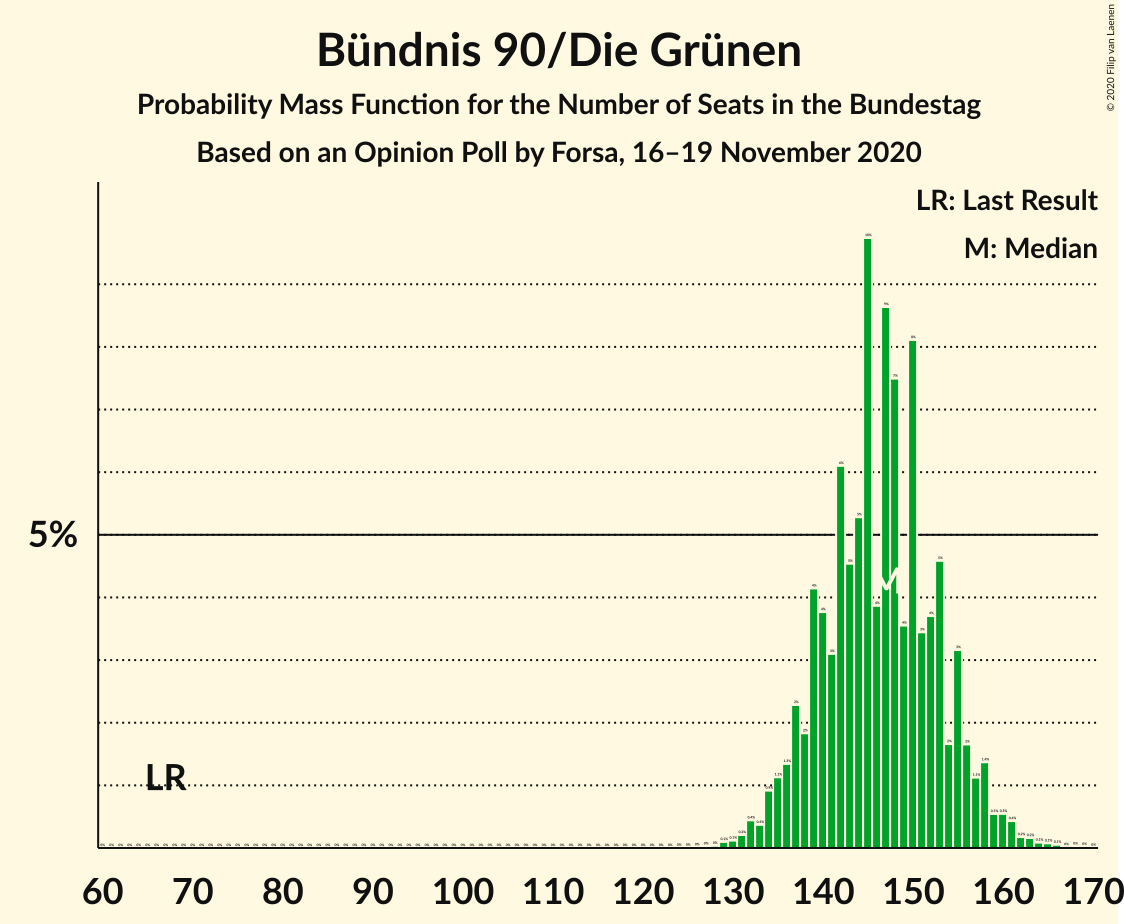 Bündnis 90/Die Grünen
Probability Mass Function for the Number of Seats in the Bundestag
Based on an Opinion Poll by Forsa, 16–19 November 2020
© 2020 Filip van Laenen
LR: Last Result
M: Median
5%
LR
M
60 70 80 90 100 110 120 130 140 150 160 170